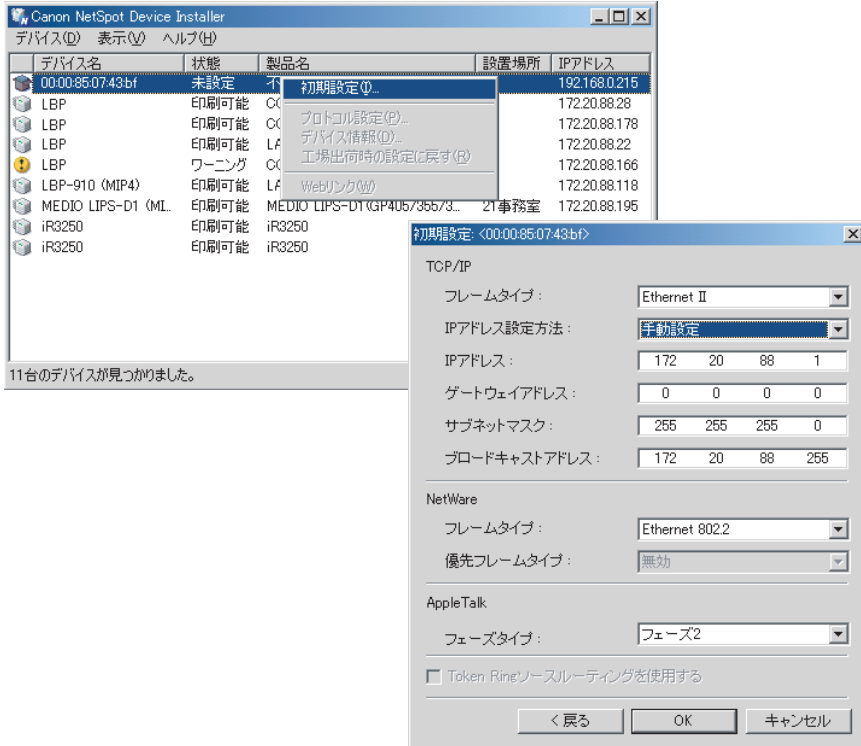 Canon NetSpot Device Installer
デバイス(D) 表示(V) ヘルプ(H)
デバイス名 状態 製品名 設置場所 IPアドレス
00:00:85:07:43:bf 未設定 192.168.0.215
LBP 印刷可能 172.20.88.28
LBP 印刷可能 172.20.88.178
LBP 印刷可能 172.20.88.22
LBP ワーニング 172.20.88.166
LBP-910 (MIP4) 印刷可能 172.20.88.118
MEDIO LIPS-D1 (MI... 印刷可能 MEDIO LIPS-D1(GP405/355/3... 21事務室 172.20.88.195
iR3250 印刷可能 iR3250
iR3250 印刷可能 iR3250
11台のデバイスが見つかりました。
初期設定(I)...
プロトコル設定(P)...
デバイス情報(D)...
工場出荷時の設定に戻す(R)
Webリンク(W)
初期設定: <00:00:85:07:43:bf>
TCP/IP
フレームタイプ: Ethernet II
IPアドレス設定方法: 手動設定
IPアドレス: 172 20 88 1
ゲートウェイアドレス: 0 0 0 0
サブネットマスク: 255 255 255 0
ブロードキャストアドレス: 172 20 88 255
NetWare
フレームタイプ: Ethernet 802.2
優先フレームタイプ: 無効
AppleTalk
フェーズタイプ: フェーズ2
Token Ringソースルーティングを使用する
< 戻る OK キャンセル